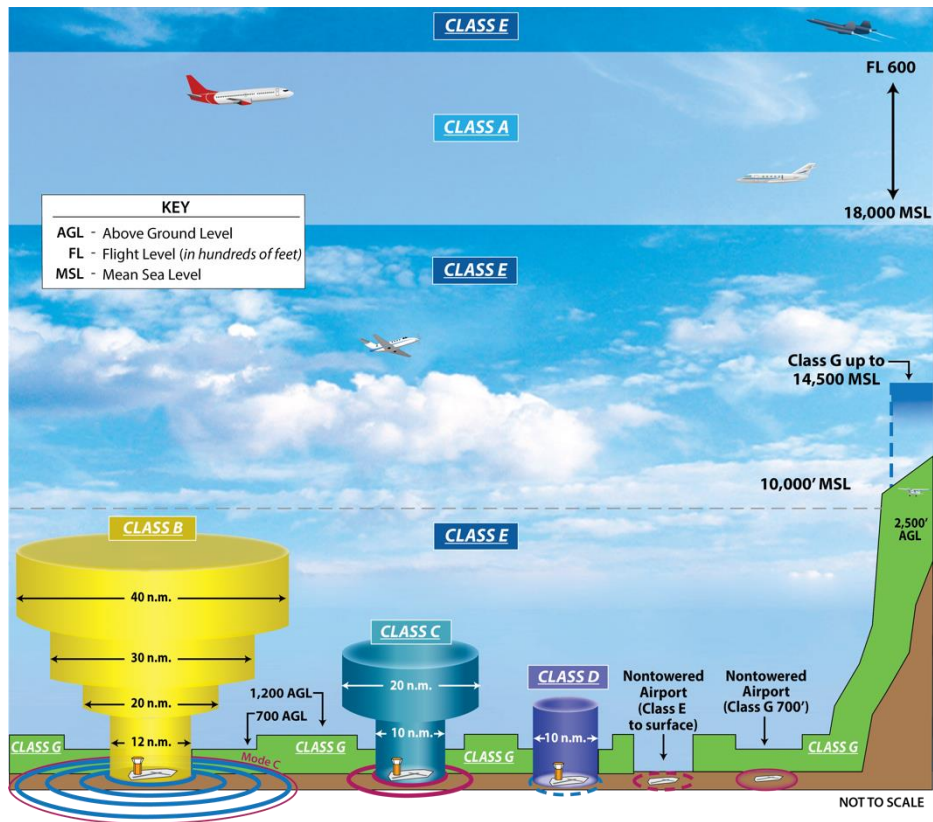 CLASS E
FL 600
CLASS A
18,000 MSL
KEY
AGL - Above Ground Level
FL - Flight Level (in hundreds of feet)
MSL - Mean Sea Level
CLASS E
Class G up to
14,500 MSL
10,000’ MSL
CLASS B
CLASS E
2,500’
AGL
40 n.m.
CLASS C
30 n.m.
CLASS D
Nontowered
Airport
(Class E
to surface)
Nontowered
Airport
(Class G 700’)
20 n.m.
1,200 AGL
20 n.m.
700 AGL
12 n.m.
10 n.m.
10 n.m.
CLASS G
CLASS G
CLASS G
CLASS G
Mode C
NOT TO SCALE